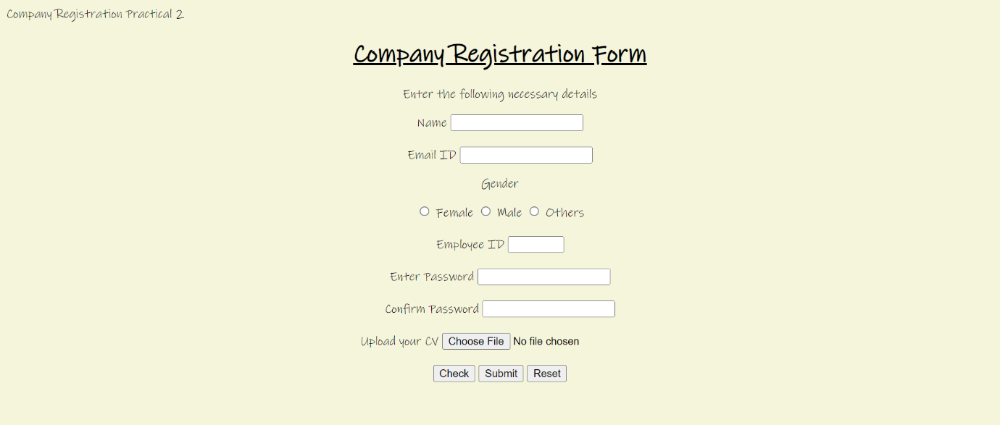 Company Registration Practical 2
Company Registration Form
Enter the following necessary details
Name
Email ID
Gender
Female Male Others
Employee ID
Enter Password
Confirm Password
Upload your CV Choose File No file chosen
Check Submit Reset